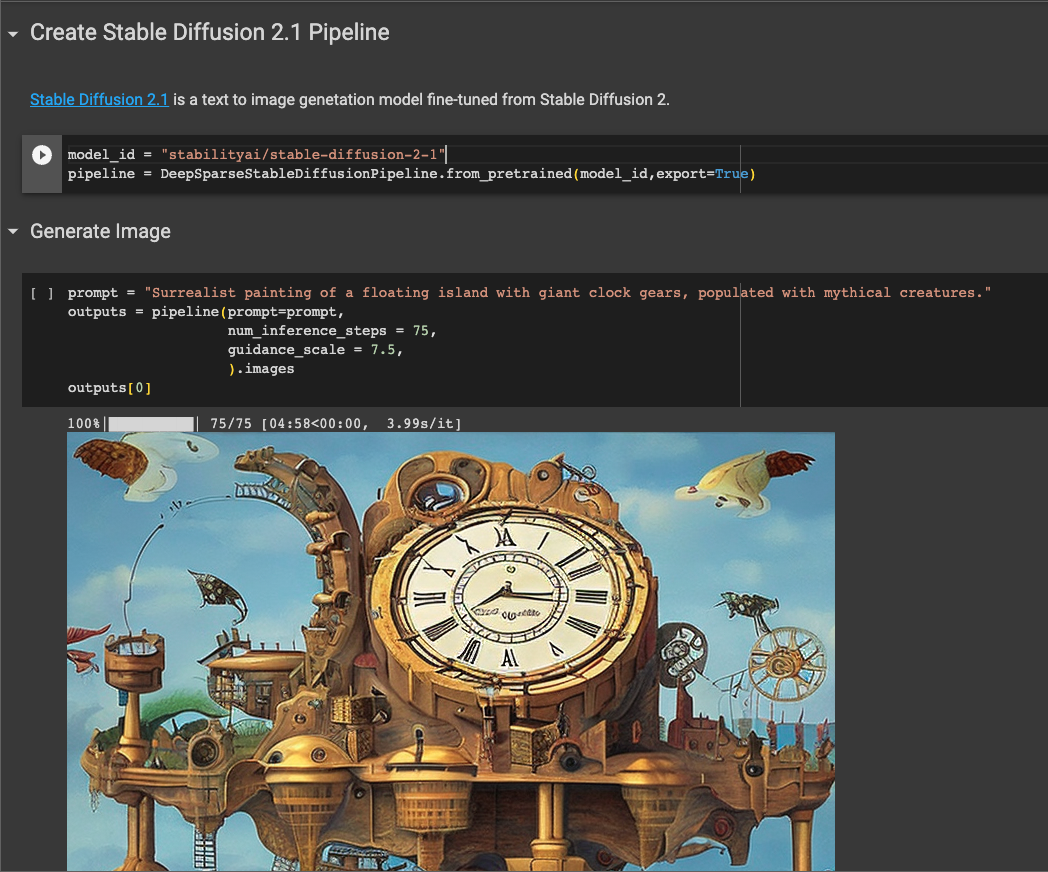 Create Stable Diffusion 2.1 Pipeline
Stable Diffusion 2.1 is a text to image genetation model fine-tuned from Stable Diffusion 2.
model_id = "stabilityai/stable-diffusion-2-1"
pipeline = DeepSparseStableDiffusionPipeline.from_pretrained(model_id,export=True)
Generate Image
[ ] prompt = "Surrealist painting of a floating island with giant clock gears, populated with mythical creatures."
outputs = pipeline(prompt=prompt,
num_inference_steps = 75,
guidance_scale = 7.5,
).images
outputs[0]
100%| | 75/75 [04:58<00:00, 3.99s/it]